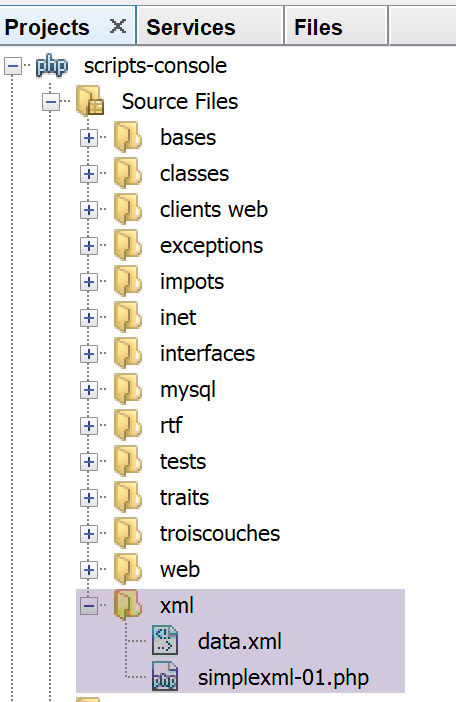 Projects Services Files
php scripts-console
Source Files
bases
classes
clients web
exceptions
impots
inet
interfaces
mysql
rtf
tests
traits
troiscouches
web
xml
data.xml
php simplexml-01.php